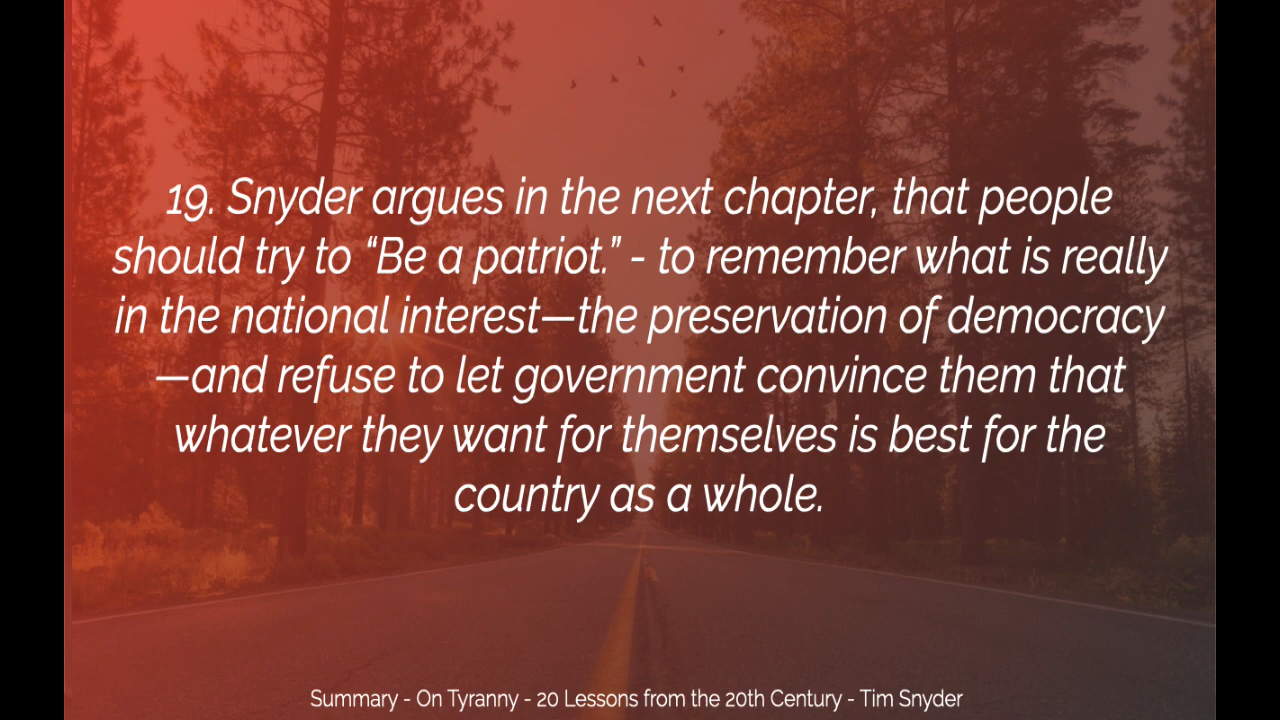 19. Snyder argues in the next chapter, that people
should try to “Be a patriot.” - to remember what is really
in the national interest—the preservation of democracy
—and refuse to let government convince them that
whatever they want for themselves is best for the
country as a whole.
Summary - On Tyranny - 20 Lessons from the 20th Century - Tim Snyder